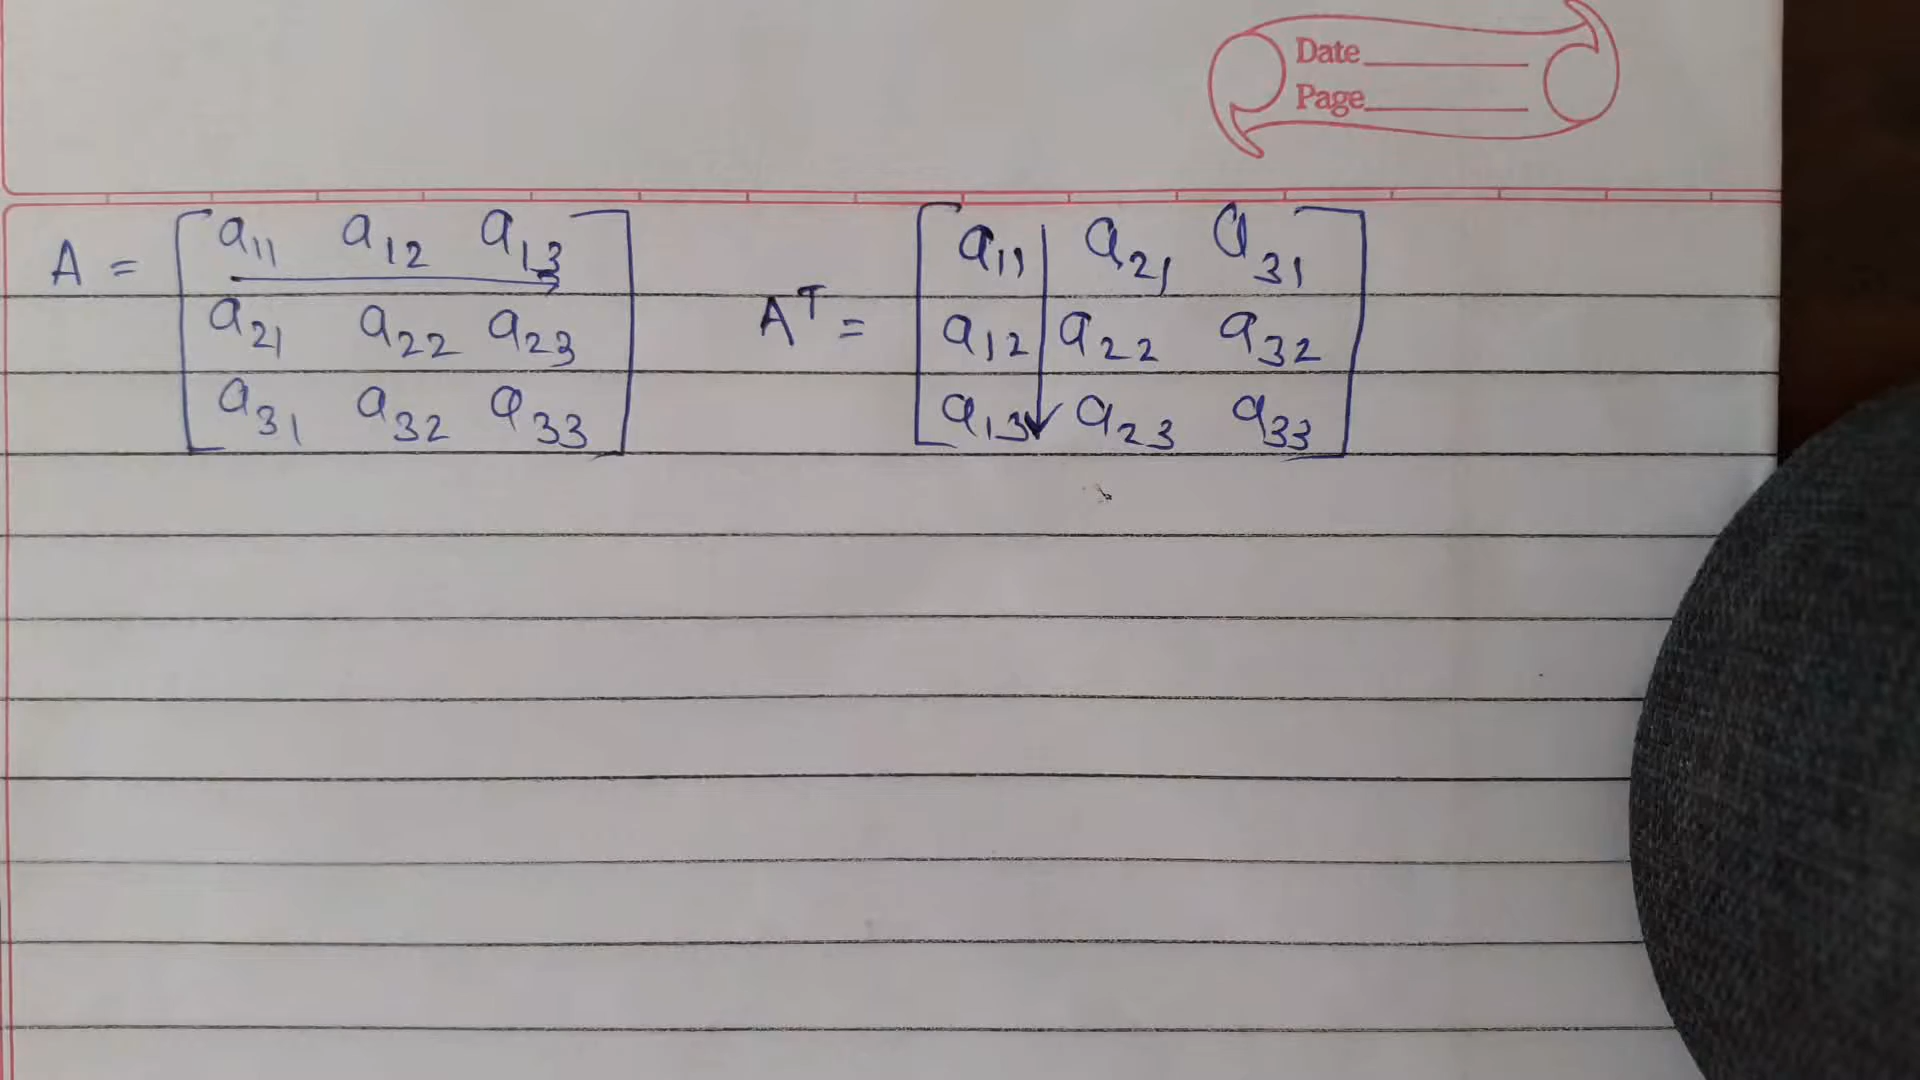 Date
Page
A = [ a11 a12 a13
a21 a22 a23
a31 a32 a33 ]
A^T = [ a11 a21 a31
a12 a22 a32
a13 a23 a33 ]